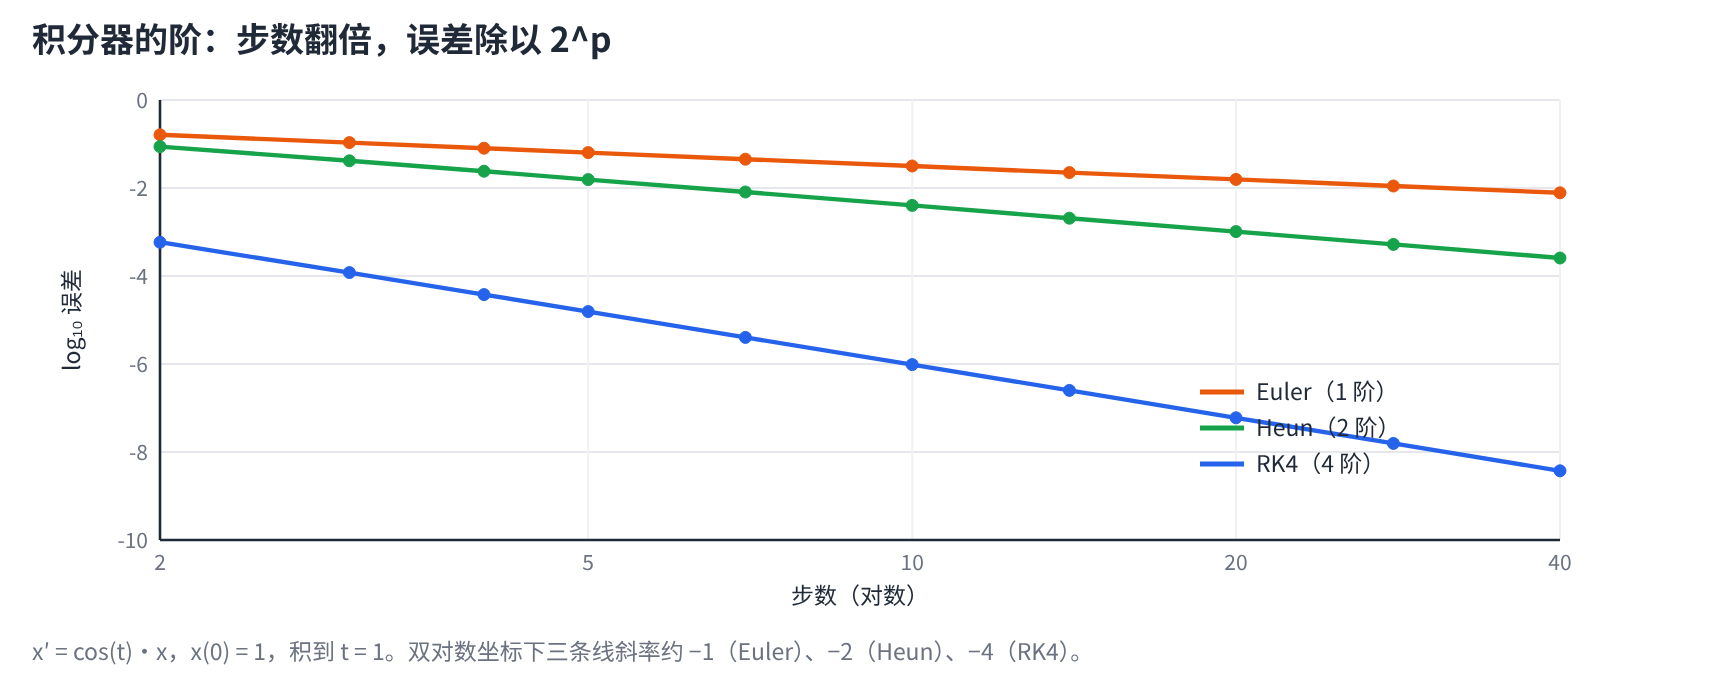 积分器的阶：步数翻倍，误差除以 2^p
0
-2
-4
-6
-8
-10
log₁₀ 误差
2
5
10
20
40
步数（对数）
Euler（1 阶）
Heun（2 阶）
RK4（4 阶）
x′ = cos(t)·x，x(0) = 1，积到 t = 1。双对数坐标下三条线斜率约 −1（Euler）、−2（Heun）、−4（RK4）。